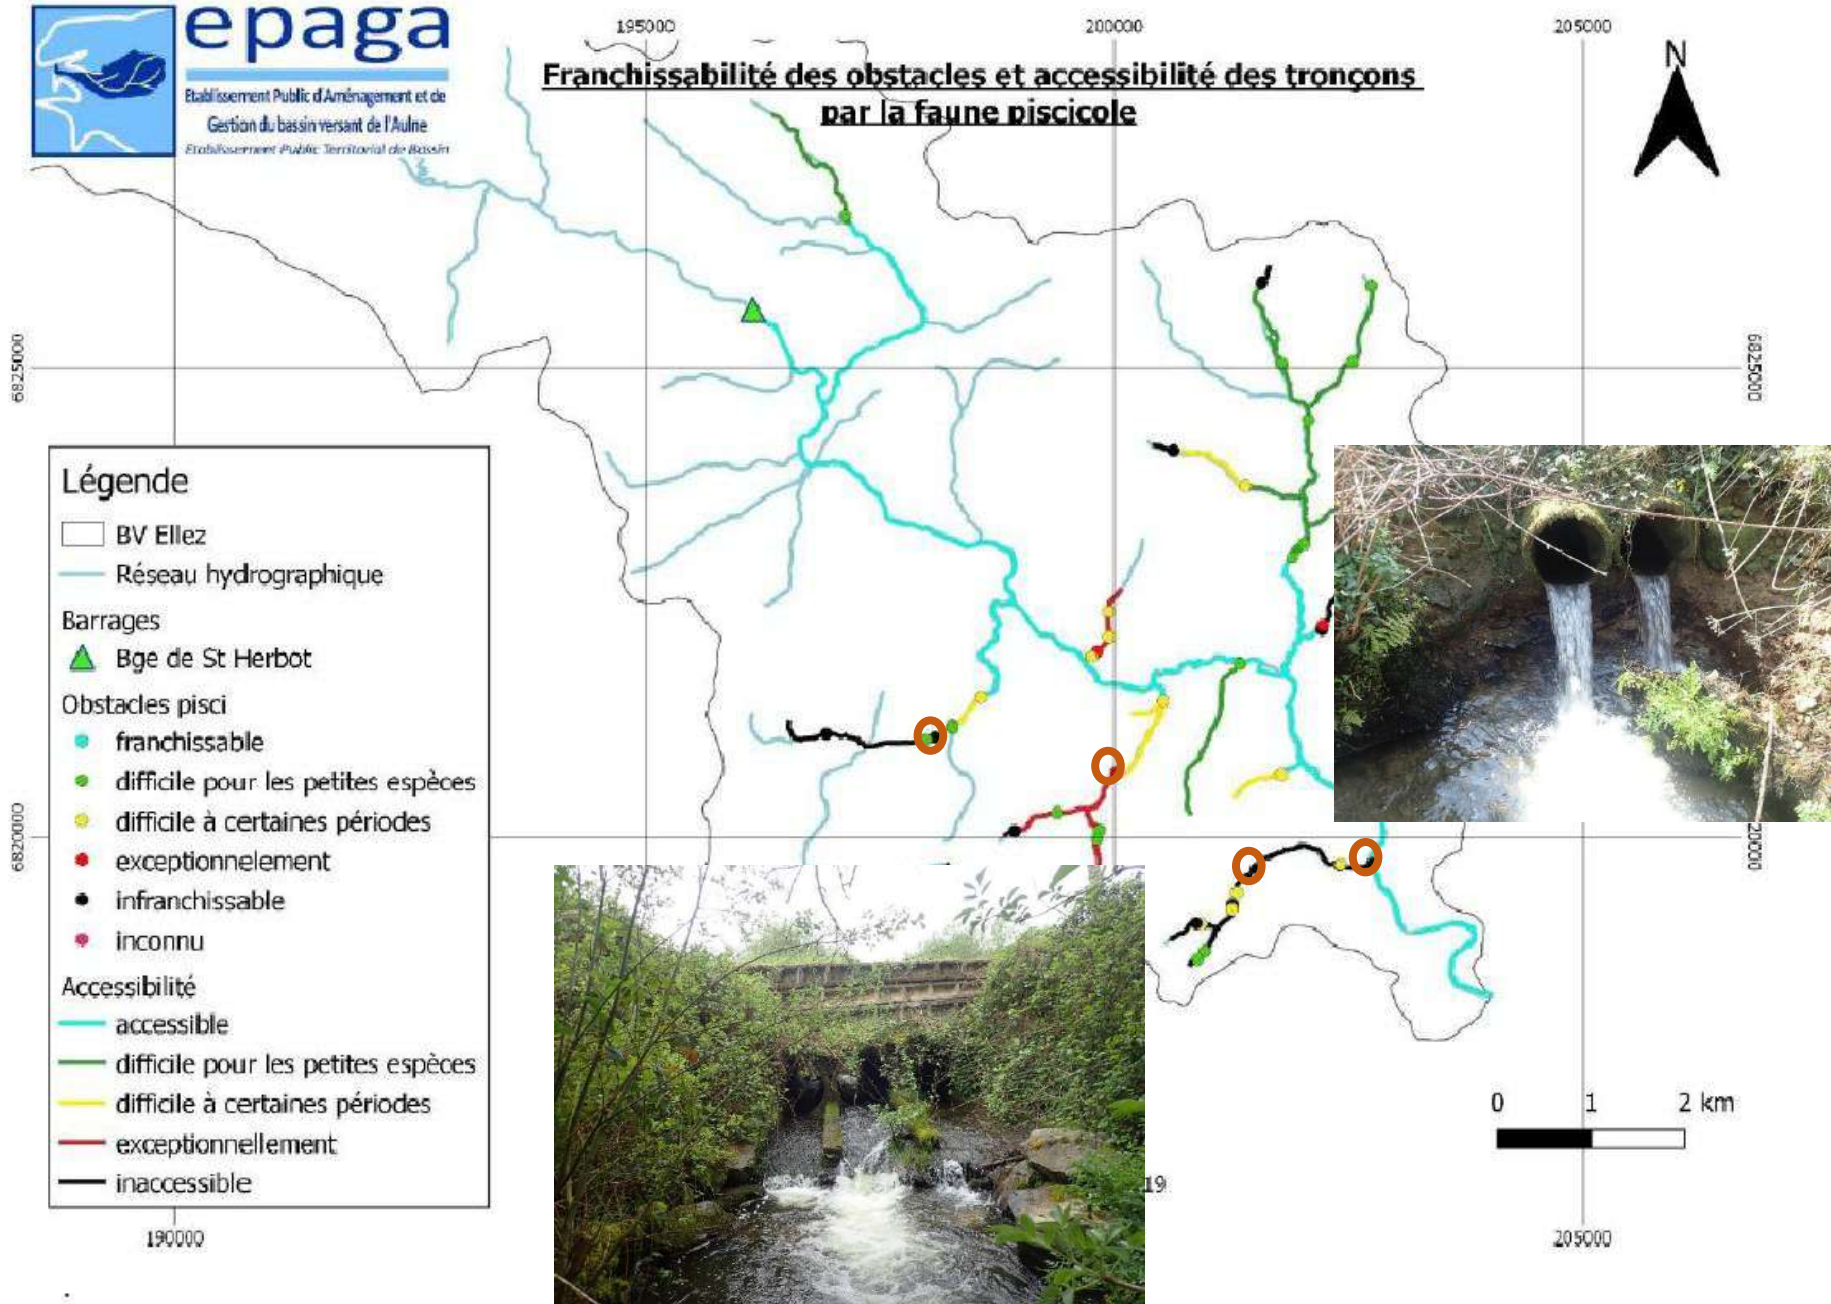 epaga
Etablissement Public d'Aménagement et de
Gestion du bassin versant de l'Aulne
Etablissement Public Territorial de Bassin
195000
200000
205000
Franchissabilité des obstacles et accessibilité des tronçons
par la faune piscicole
N
6825000
6825000
Légende
BV Ellez
Réseau hydrographique
Barrages
Bge de St Herbot
Obstacles pisci
franchissable
difficile pour les petites espèces
difficile à certaines périodes
exceptionnelement
infranchissable
inconnu
Accessibilité
accessible
difficile pour les petites espèces
difficile à certaines périodes
exceptionnellement
inaccessible
6820000
20000
0 1 2 km
19
190000
205000